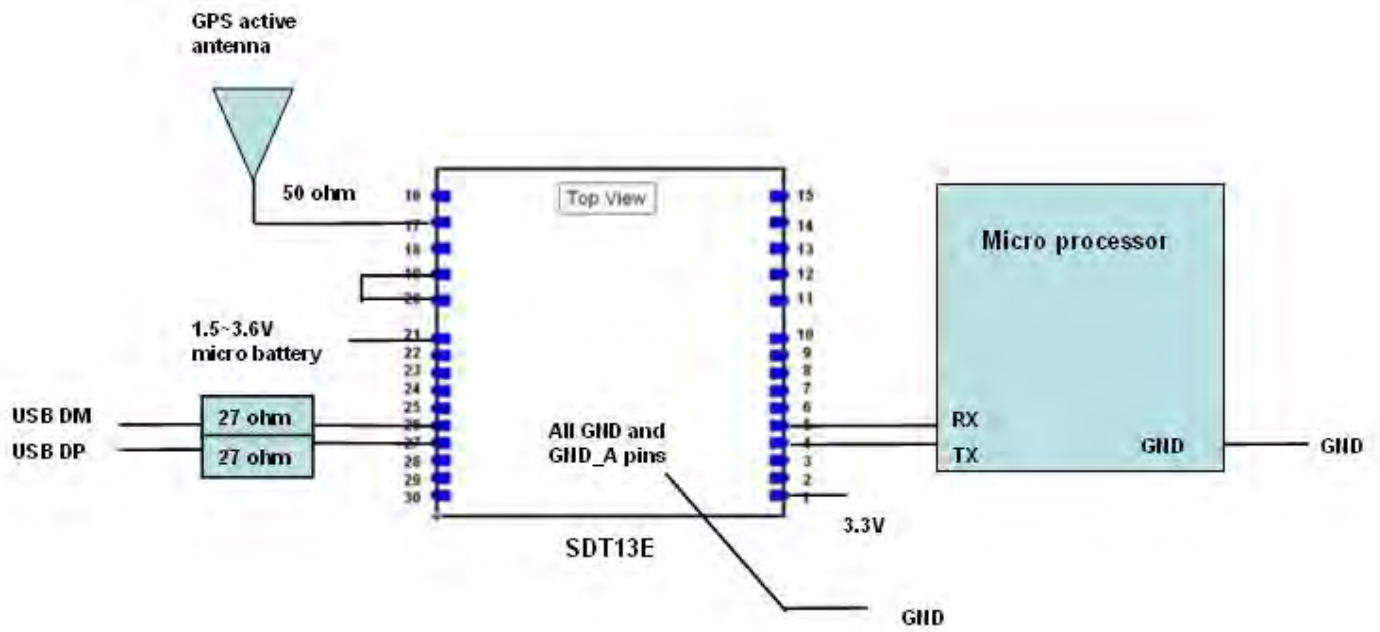 GPS active
antenna
50 ohm
Top View
16
17
18
19
20
21
22
23
24
25
26
27
28
29
30
15
14
13
12
11
10
9
8
7
6
5
4
3
2
1
1.5~3.6V
micro battery
USB DM
USB DP
27 ohm
27 ohm
All GND and
GND_A pins
SDT13E
3.3V
GND
Micro processor
RX
TX
GND
GND